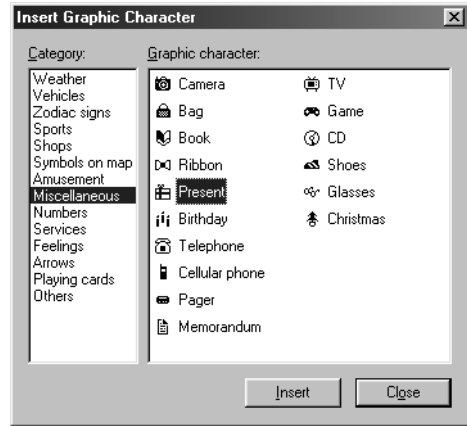 Insert Graphic Character
Category:
Weather
Vehicles
Zodiac signs
Sports
Shops
Symbols on map
Amusement
Miscellaneous
Numbers
Services
Feelings
Arrows
Playing cards
Others
Graphic character:
Camera
Bag
Book
Ribbon
Present
Birthday
Telephone
Cellular phone
Pager
Memorandum
TV
Game
CD
Shoes
Glasses
Christmas
Insert
Close